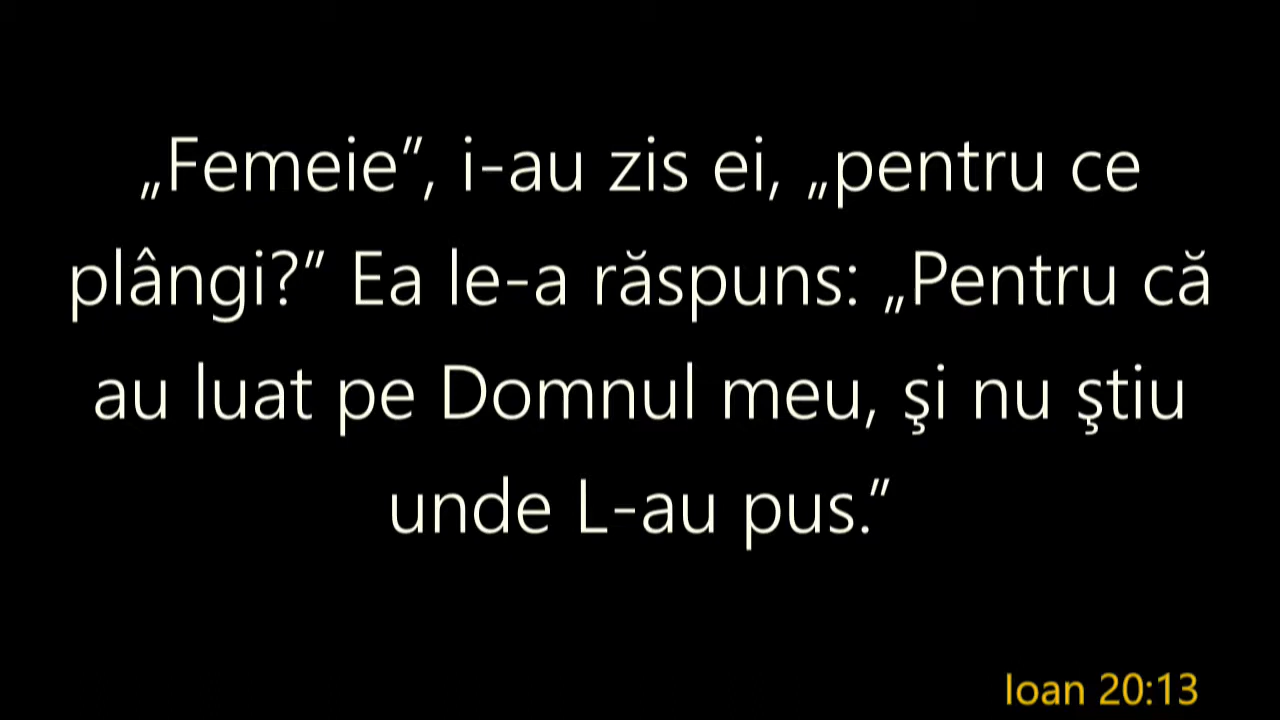 „Femeie”, i-au zis ei, „pentru ce
plângi?” Ea le-a răspuns: „Pentru că
au luat pe Domnul meu, şi nu ştiu
unde L-au pus.”
Ioan 20:13